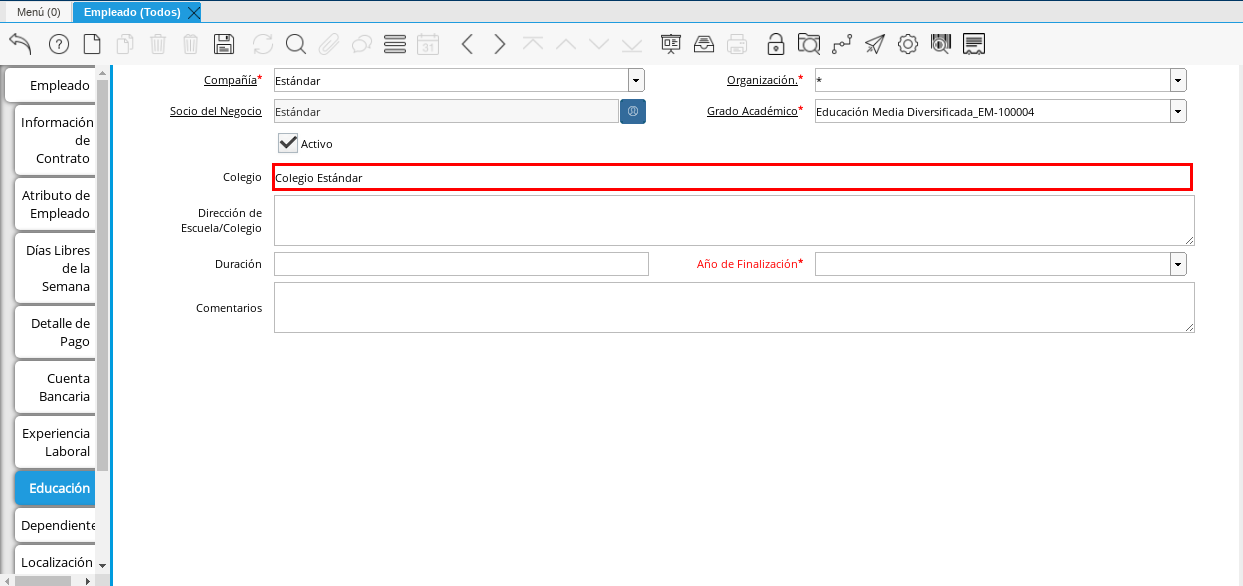 Menú (0)
Empleado (Todos)
31
Empleado
Información
de
Contrato
Atributo de
Empleado
Días Libres
de la
Semana
Detalle de
Pago
Cuenta
Bancaria
Experiencia
Laboral
Educación
Dependiente
Localización
Compañía* Estándar
Organización.* *
Socio del Negocio Estándar
Grado Académico* Educación Media Diversificada_EM-100004
Activo
Colegio Colegio Estándar
Dirección de
Escuela/Colegio
Duración
Año de Finalización*
Comentarios